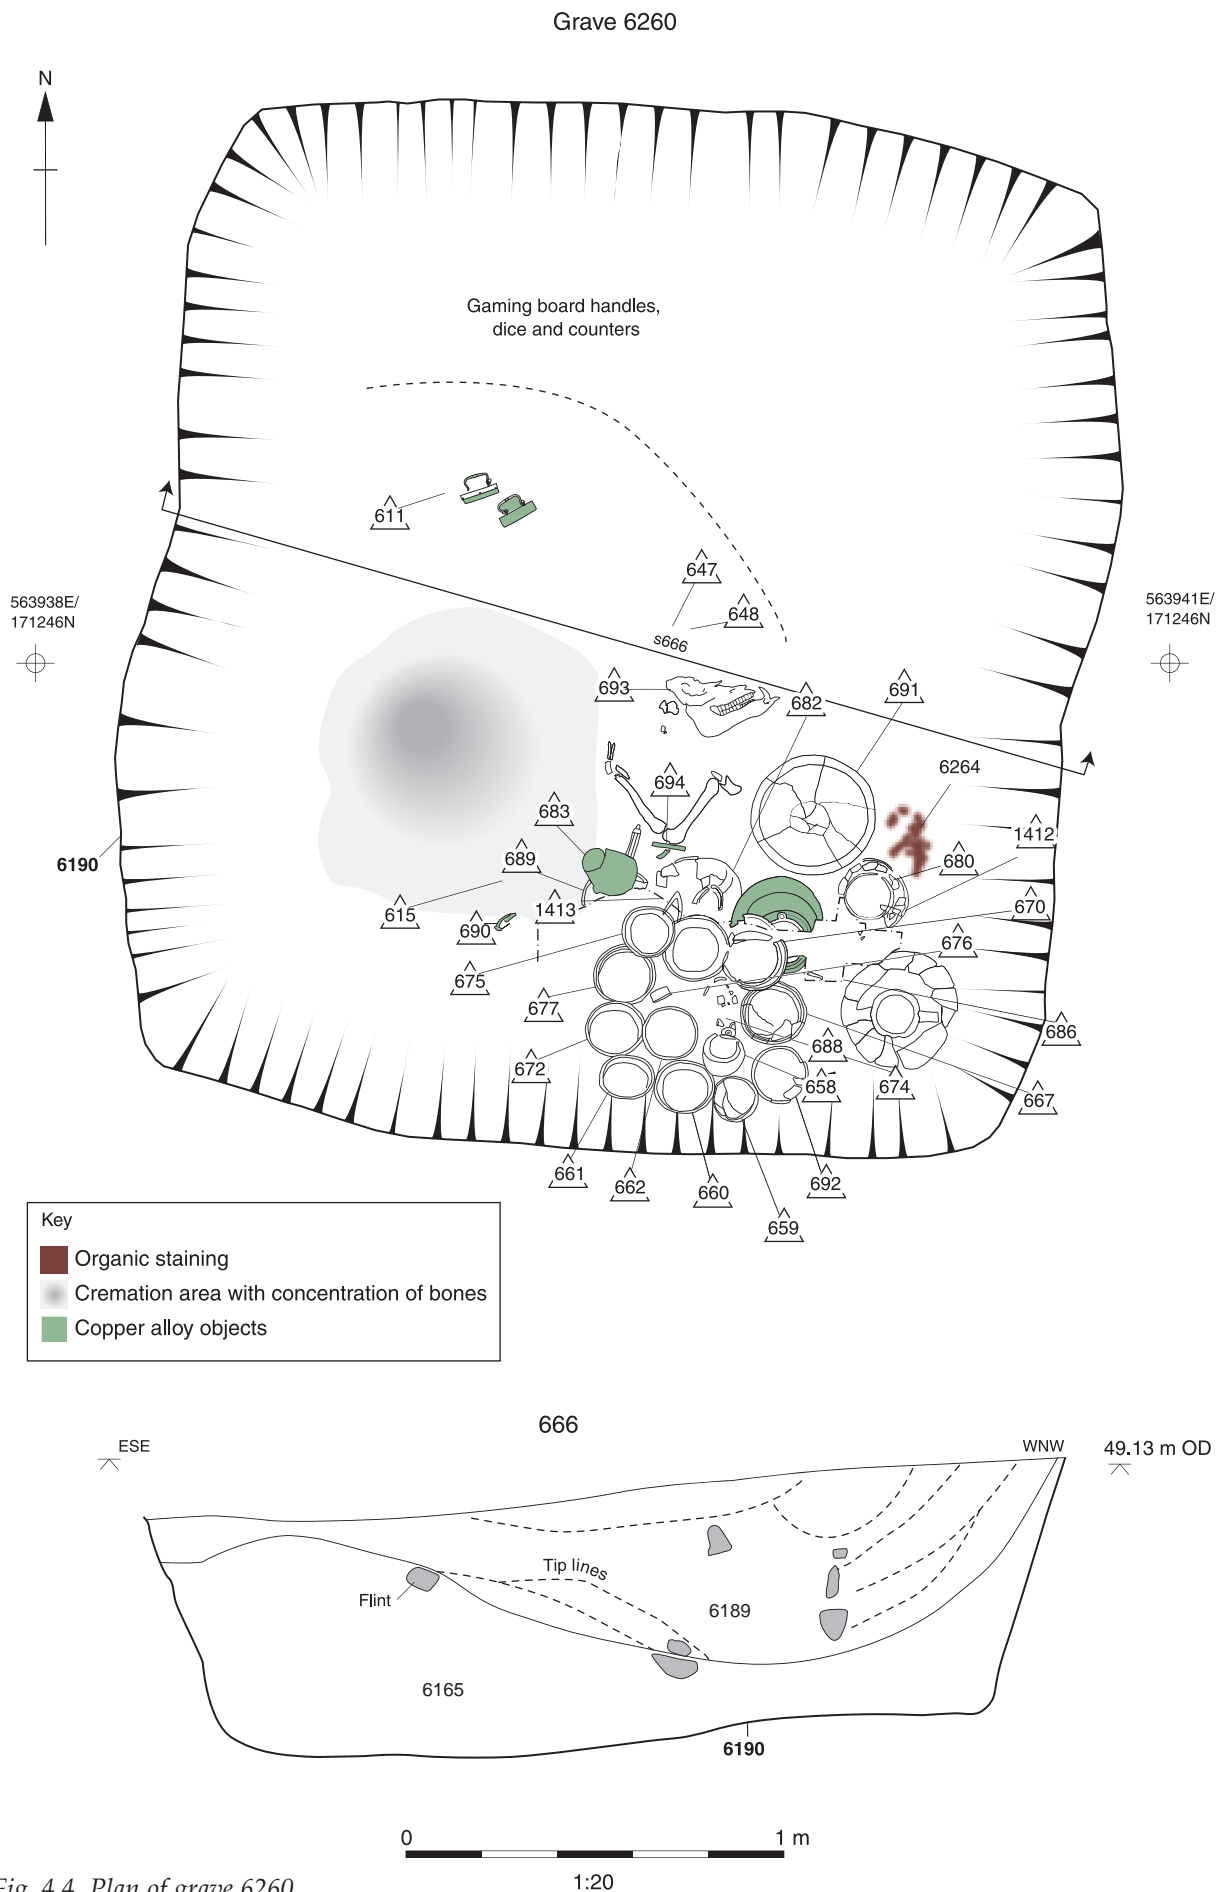 Grave 6260
N
Gaming board handles,
dice and counters
611
647
648
s666
563938E/
171246N
563941E/
171246N
693
682
691
694
6264
683
1412
689
680
6190
615
1413
670
690
676
675
677
686
688
672
658
674
667
661
662
660
692
659
Key
Organic staining
Cremation area with concentration of bones
Copper alloy objects
666
ESE
WNW
49.13 m OD
Tip lines
Flint
6189
6165
6190
0
1 m
1:20
Fig. 4.4 Plan of grave 6260